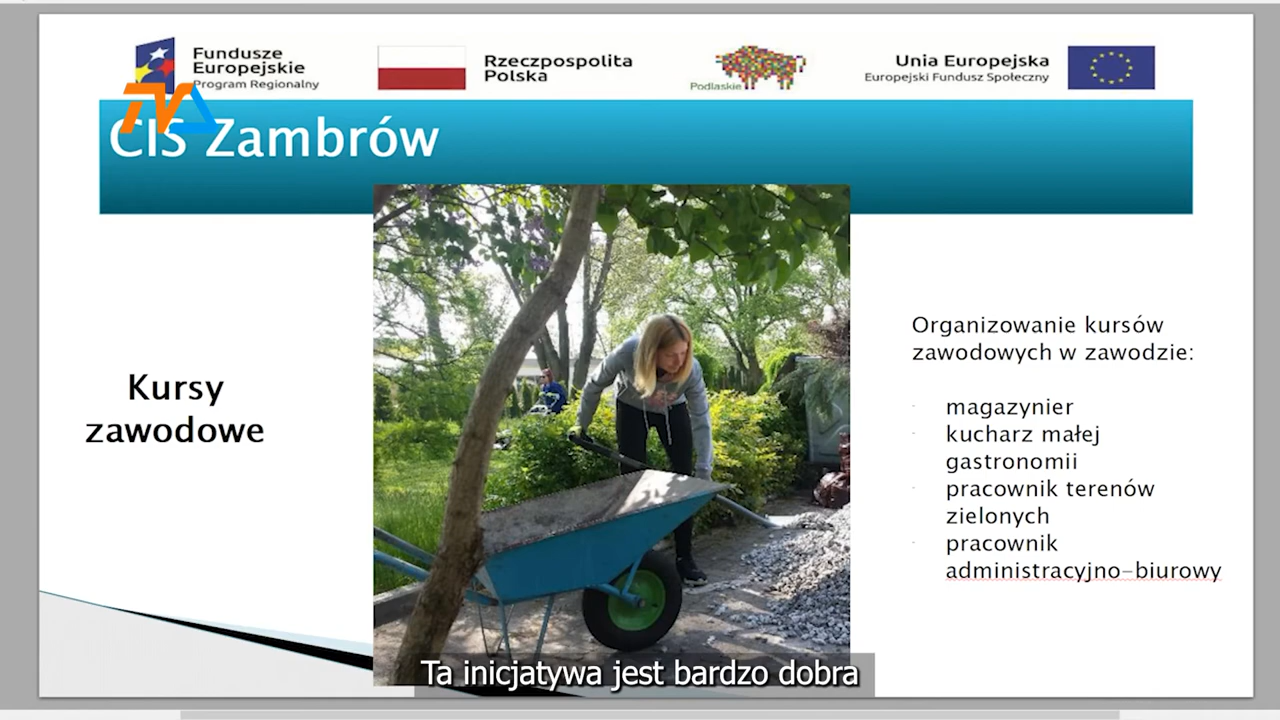 Fundusze
Europejskie
Program Regionalny
Rzeczpospolita
Polska
Podlaskie
Unia Europejska
Europejski Fundusz Społeczny
TVA
CIS Zambrów
Kursy
zawodowe
Organizowanie kursów
zawodowych w zawodzie:
- magazynier
- kucharz małej
gastronomii
- pracownik terenów
zielonych
- pracownik
administracyjno-biurowy
Ta inicjatywa jest bardzo dobra